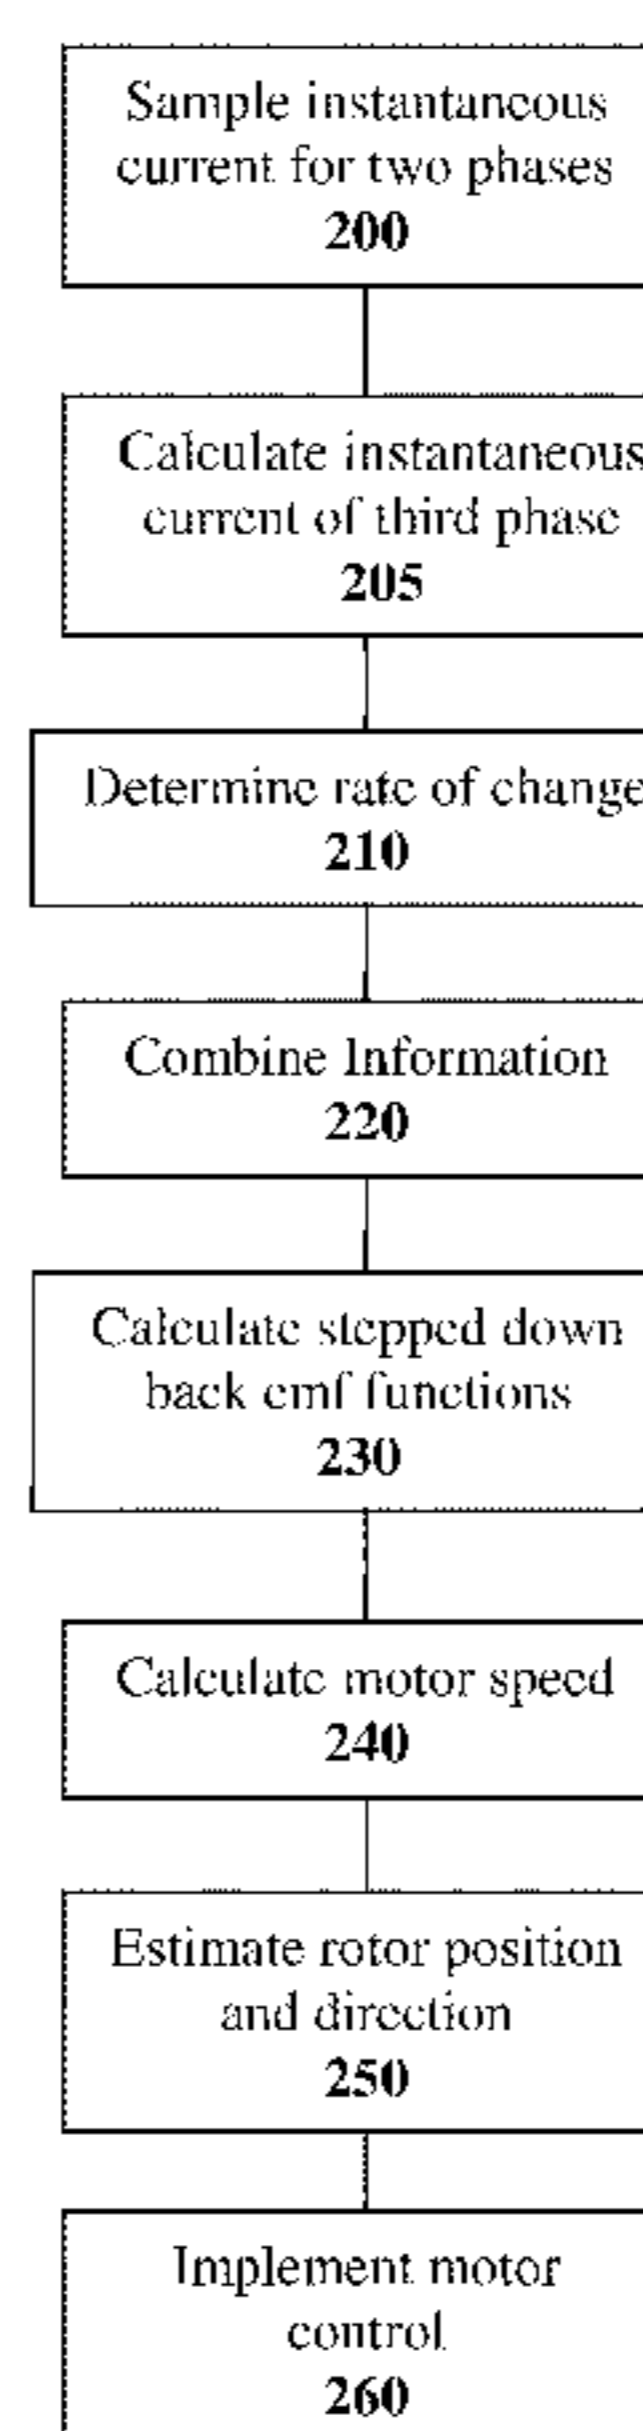 Sample instantaneous
current for two phases
200
Calculate instantaneous
current of third phase
205
Determine rate of change
210
Combine Information
220
Calculate stepped down
back emf functions
230
Calculate motor speed
240
Estimate rotor position
and direction
250
Implement motor
control
260